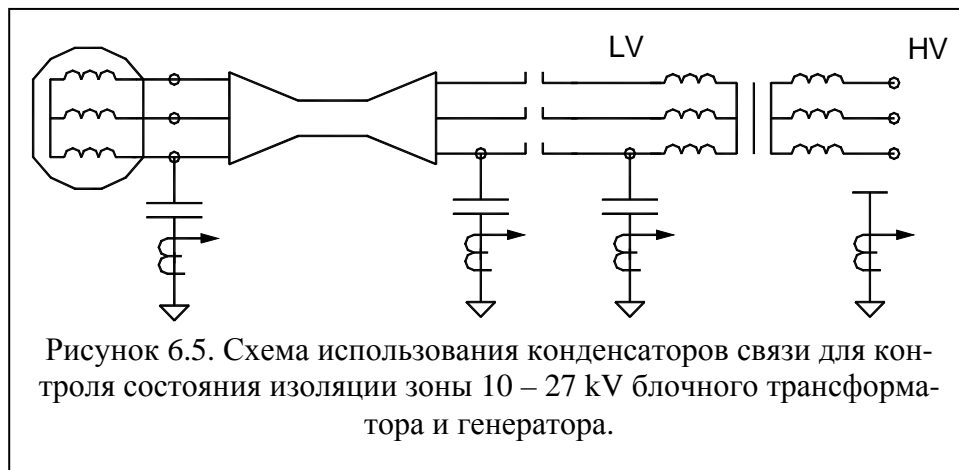 LV
HV
Рисунок 6.5. Схема использования конденсаторов связи для кон-
троля состояния изоляции зоны 10 – 27 kV блочного трансформа-
тора и генератора.